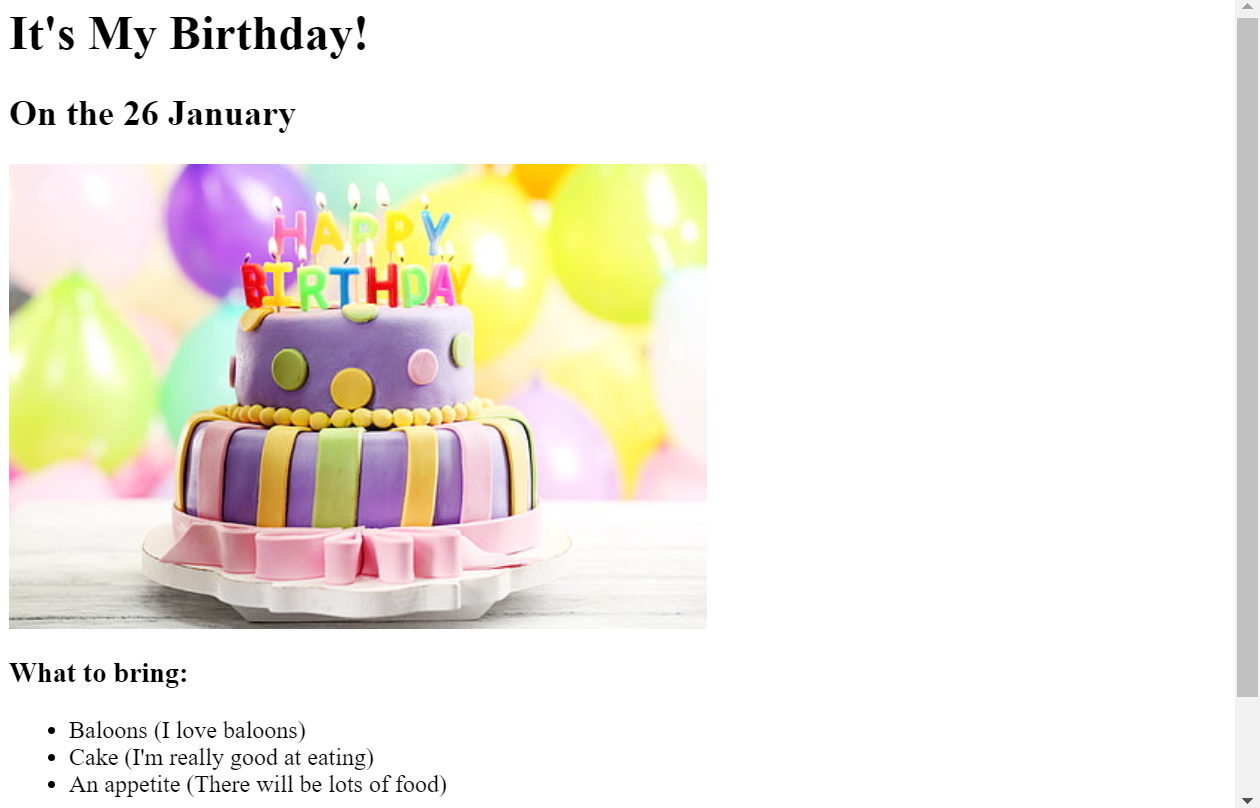 It's My Birthday!
On the 26 January
HAPPY
BIRTHDAY
What to bring:
Baloons (I love baloons)
Cake (I'm really good at eating)
An appetite (There will be lots of food)